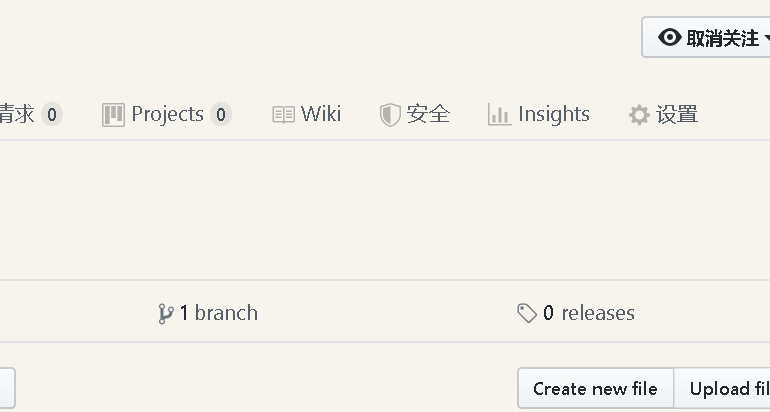 取消关注
请求 0 Projects 0 Wiki 安全 Insights 设置
1 branch 0 releases
Create new file Upload fil